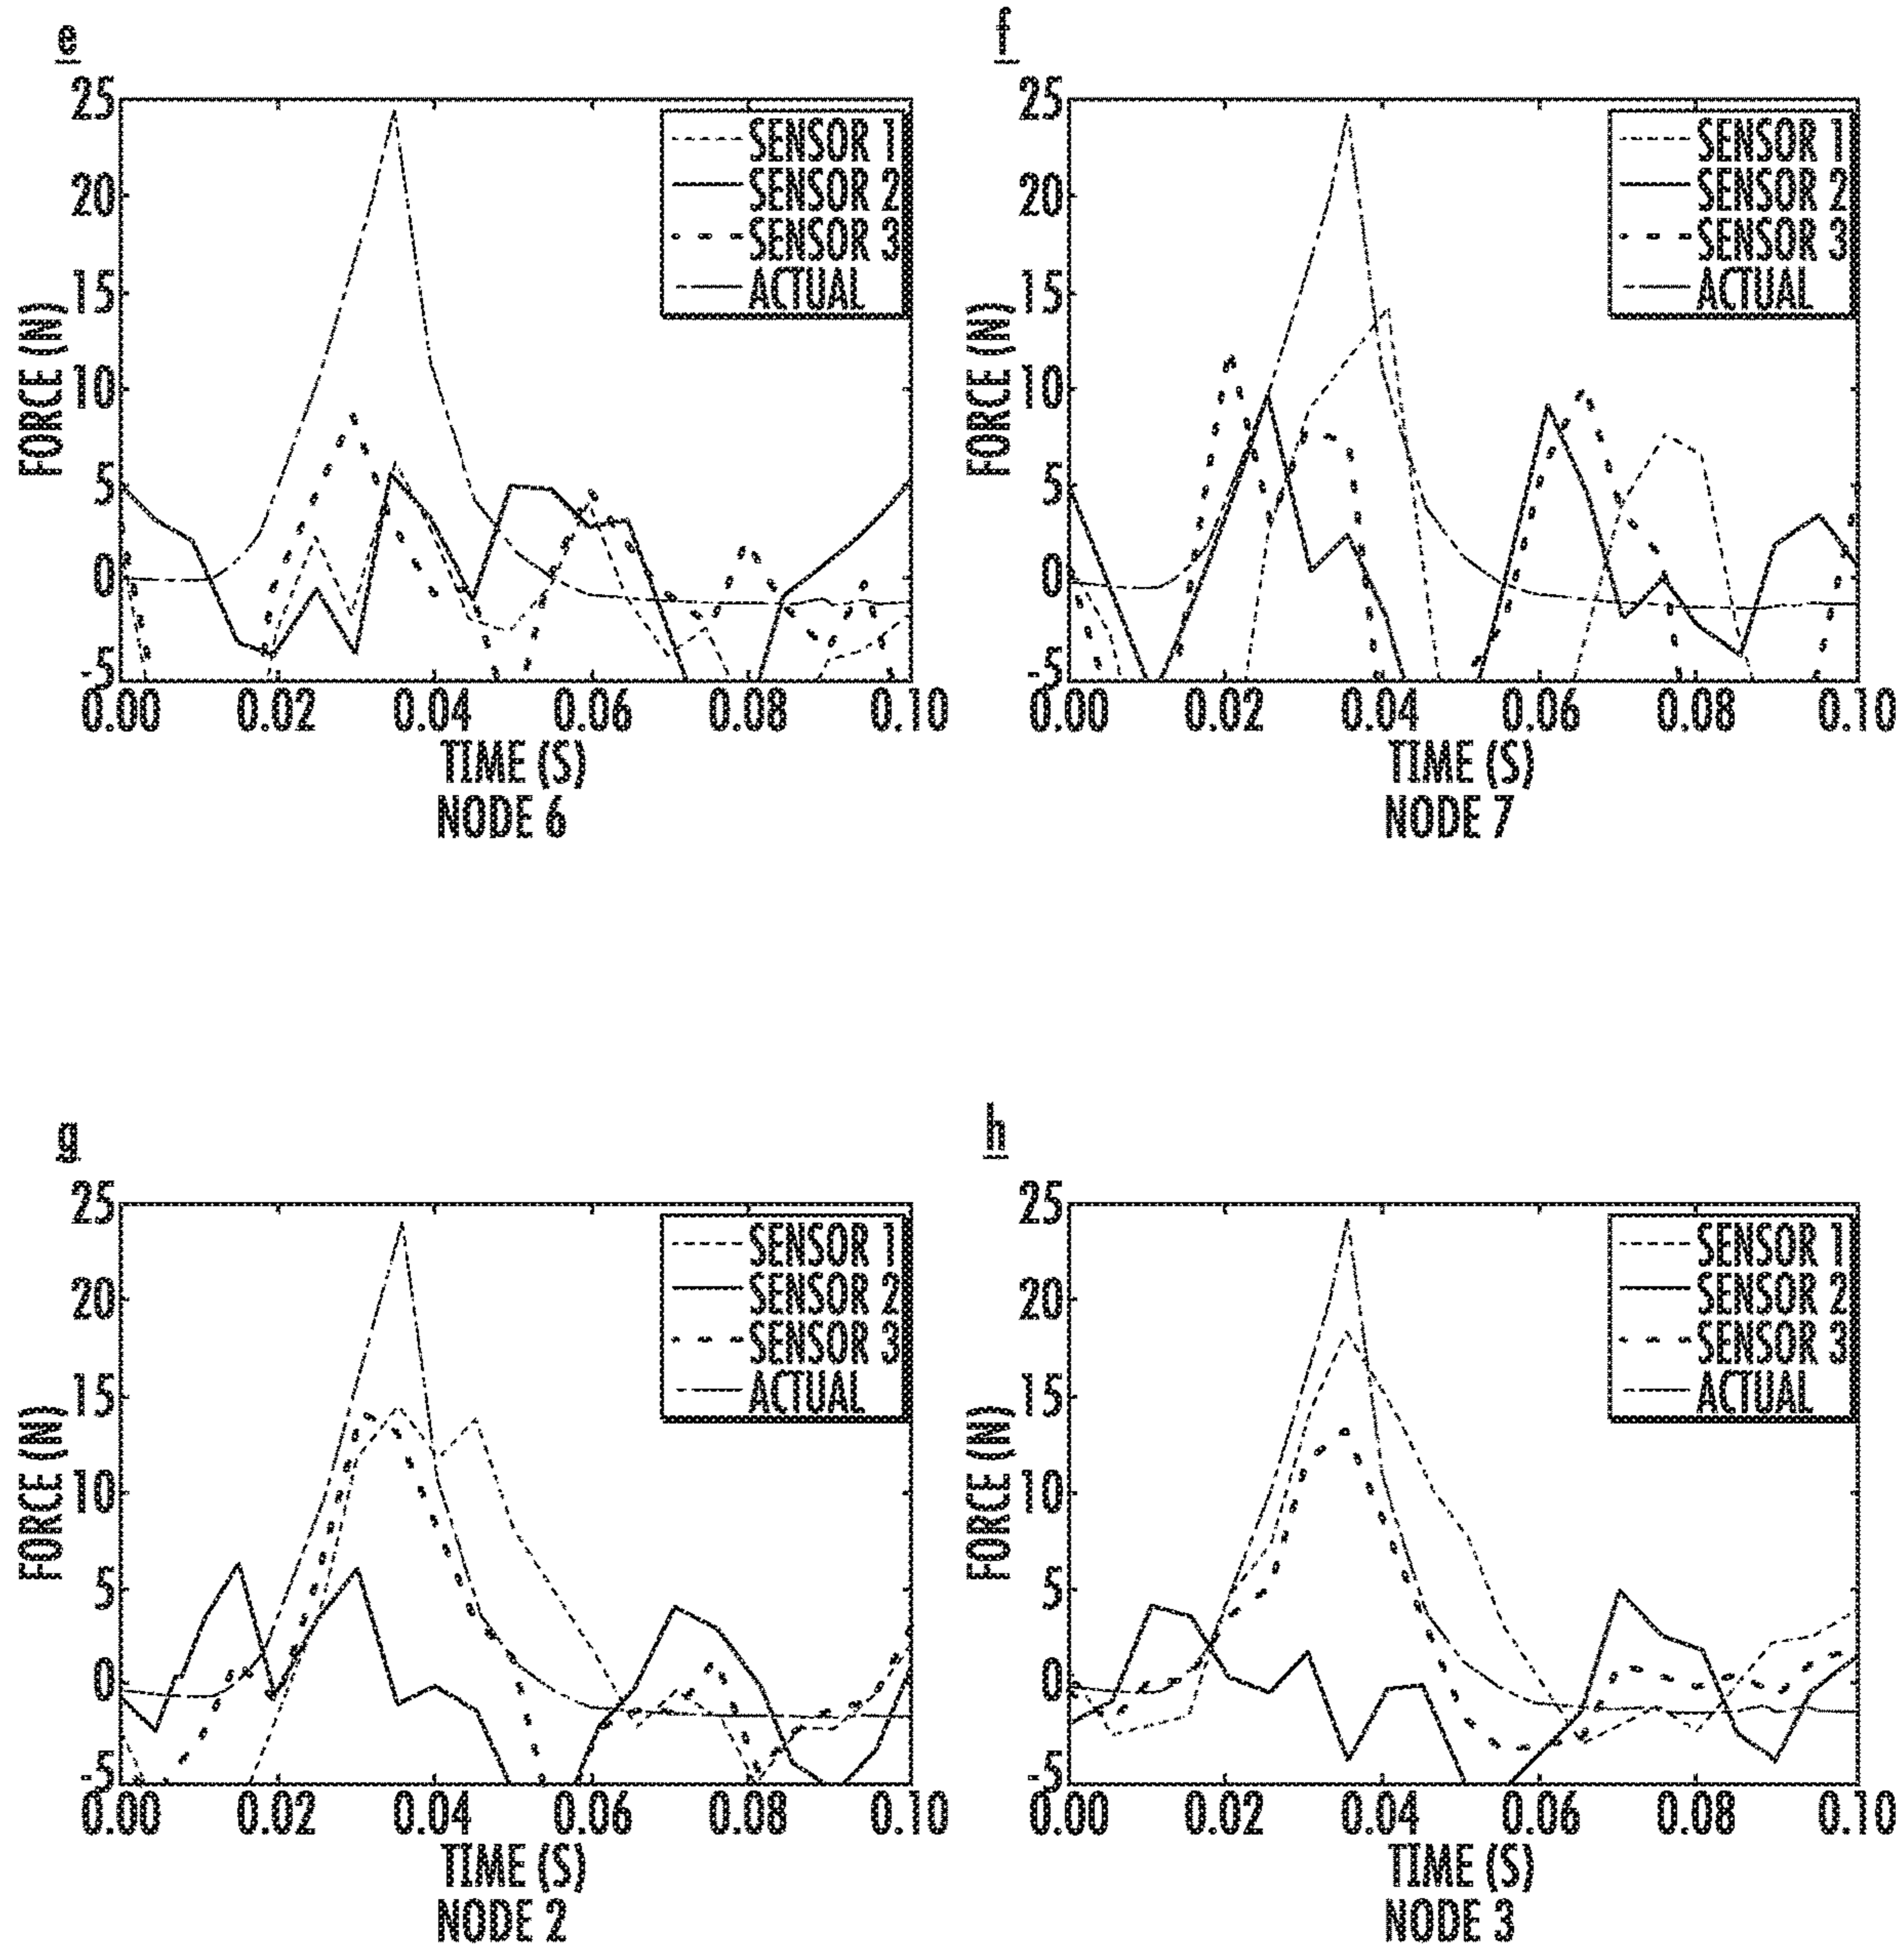 e
25
20
15
10
5
0
-5
FORCE (N)
SENSOR 1
SENSOR 2
SENSOR 3
ACTUAL
0.00 0.02 0.04 0.06 0.08 0.10
TIME (S)
NODE 6
f
25
20
15
10
5
0
-5
FORCE (N)
SENSOR 1
SENSOR 2
SENSOR 3
ACTUAL
0.00 0.02 0.04 0.06 0.08 0.10
TIME (S)
NODE 7
g
25
20
15
10
5
0
-5
FORCE (N)
SENSOR 1
SENSOR 2
SENSOR 3
ACTUAL
0.00 0.02 0.04 0.06 0.08 0.10
TIME (S)
NODE 2
h
25
20
15
10
5
0
-5
FORCE (N)
SENSOR 1
SENSOR 2
SENSOR 3
ACTUAL
0.00 0.02 0.04 0.06 0.08 0.10
TIME (S)
NODE 3